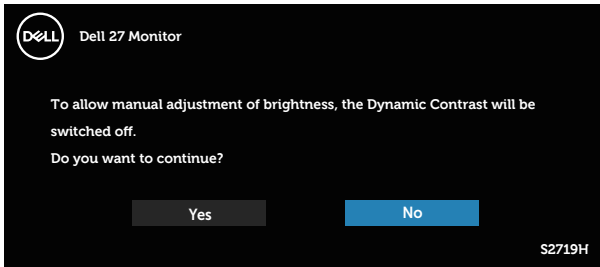 DELL
Dell 27 Monitor
To allow manual adjustment of brightness, the Dynamic Contrast will be
switched off.
Do you want to continue?
Yes No
S2719H